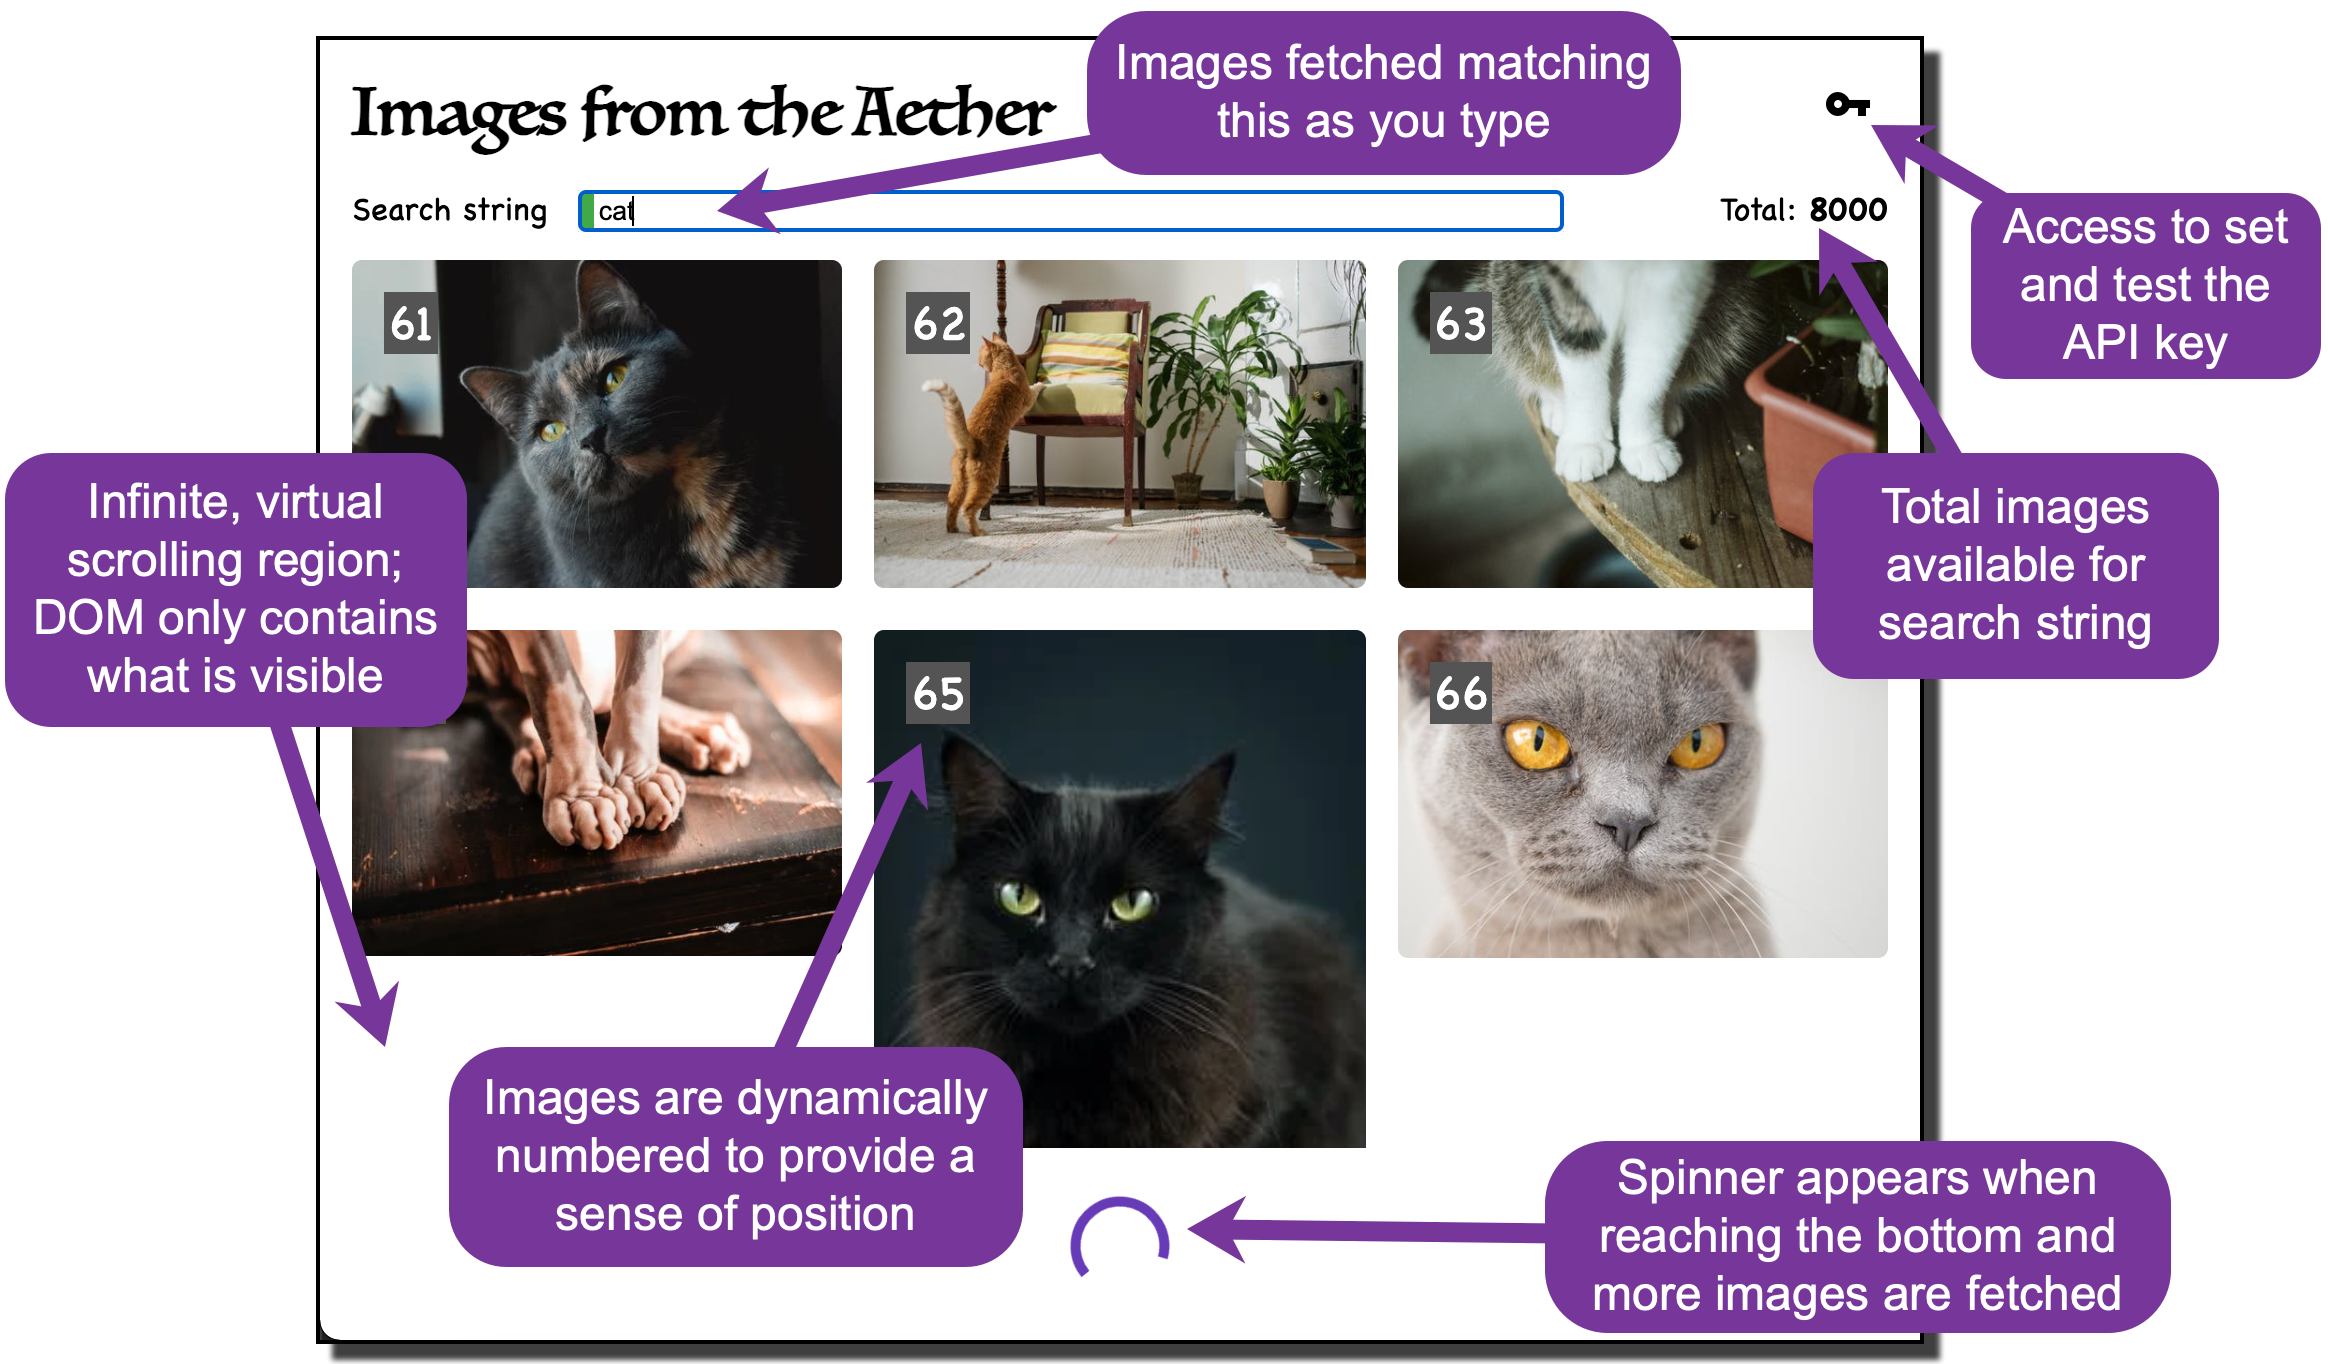 Images fetched matching
this as you type
Images from the Aether
Search string
cat
Total: 8000
Access to set
and test the
API key
61
62
63
Infinite, virtual
scrolling region;
DOM only contains
what is visible
Total images
available for
search string
65
66
Images are dynamically
numbered to provide a
sense of position
Spinner appears when
reaching the bottom and
more images are fetched